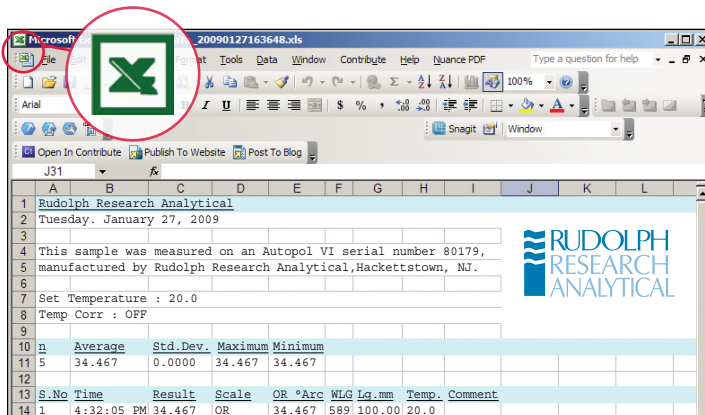 Microsoft _20090127163648.xls
File Edit Format Tools Data Window Contribute Help Nuance PDF Type a question for help
100%
Arial B I U $ % ,
Snagit Window
Open In Contribute Publish To Website Post To Blog
J31 fx
A B C D E F G H I J K L
1 Rudolph Research Analytical
2 Tuesday. January 27, 2009
3
4 This sample was measured on an Autopol VI serial number 80179,
5 manufactured by Rudolph Research Analytical,Hackettstown, NJ.
6
7 Set Temperature : 20.0
8 Temp Corr : OFF
9
10 n Average Std.Dev. Maximum Minimum
11 5 34.467 0.0000 34.467 34.467
12
13 S.No Time Result Scale OR °Arc WLG Lg.mm Temp. Comment
14 1 4:32:05 PM 34.467 OR 34.467 589 100.00 20.0
RUDOLPH
RESEARCH
ANALYTICAL